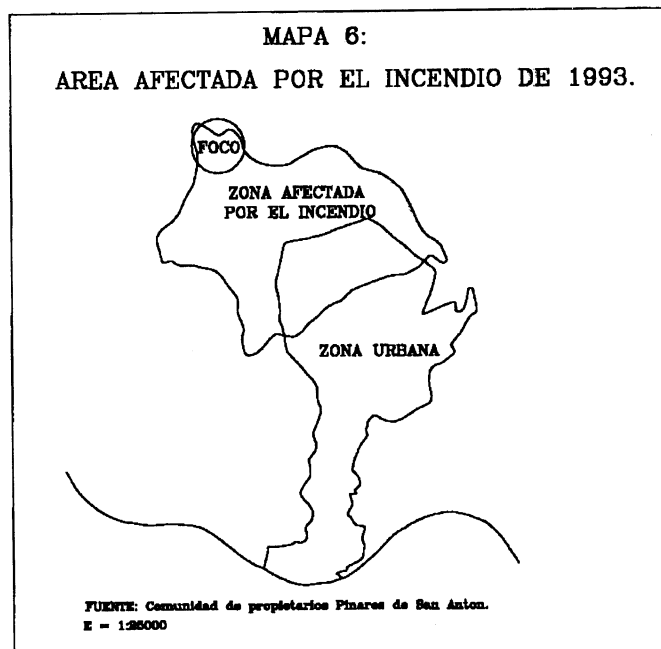 MAPA 6:
AREA AFECTADA POR EL INCENDIO DE 1993.
FOCO
ZONA AFECTADA
POR EL INCENDIO
ZONA URBANA
FUENTE: Comunidad de propietarios Pinares de San Anton.
E = 1:25000